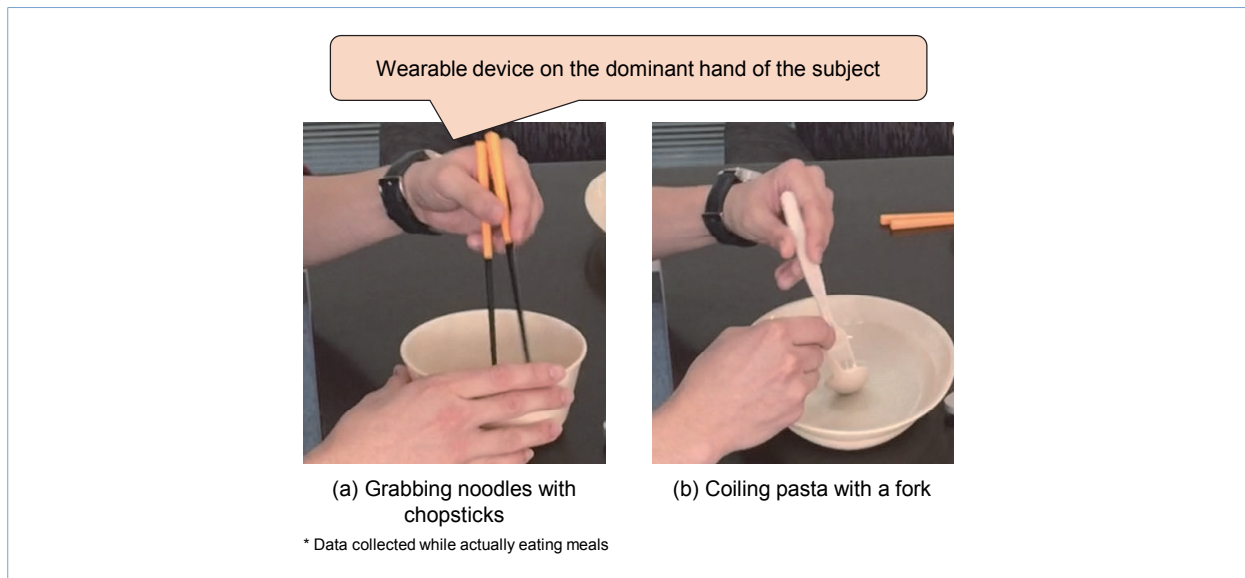 Wearable device on the dominant hand of the subject
(a) Grabbing noodles with
chopsticks
(b) Coiling pasta with a fork
* Data collected while actually eating meals